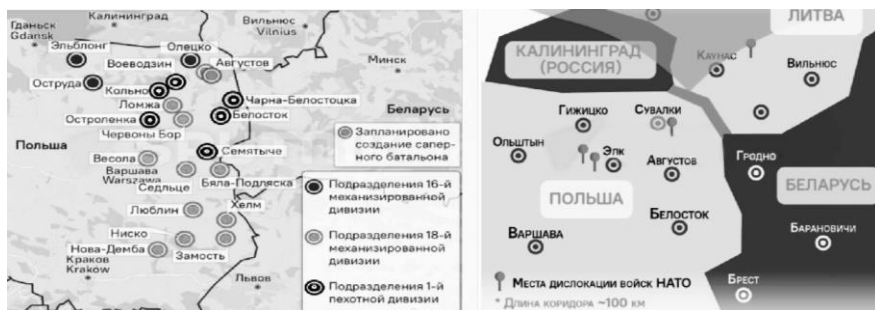 Гданьск
Gdańsk
Калининград
Вильнюс
Vilnius
Эльблонг
Олецко
Минск
Воеводзин
Августов
Оструда
Кольно
Чарна-Белостоцка
Ломжа
Беларусь
Остроленка
Белосток
Червоны Бор
Польша
Семятыче
Весола
Варшава
Warszawa
Седльце
Бяла-Подляска
Люблин
Хелм
Ниско
Нова-Демба
Замость
Краков
Kraków
Львов
Запланировано
создание сапер-
ного батальона
Подразделения 16-й
механизированной
дивизии
Подразделения 18-й
механизированной
дивизии
Подразделения 1-й
пехотной дивизии
ЛИТВА
КАЛИНИНГРАД
(РОССИЯ)
КАУНАС
ВИЛЬНЮС
ГИЖИЦКО
СУВАЛКИ
ОЛЬШТЫН
ЭЛК
АВГУСТОВ
ГРОДНО
ПОЛЬША
БЕЛАРУСЬ
БЕЛОСТОК
ВАРШАВА
БАРАНОВИЧИ
МЕСТА ДИСЛОКАЦИИ ВОЙСК НАТО
БРЕСТ
* ДЛИНА КОРИДОРА ~100 КМ